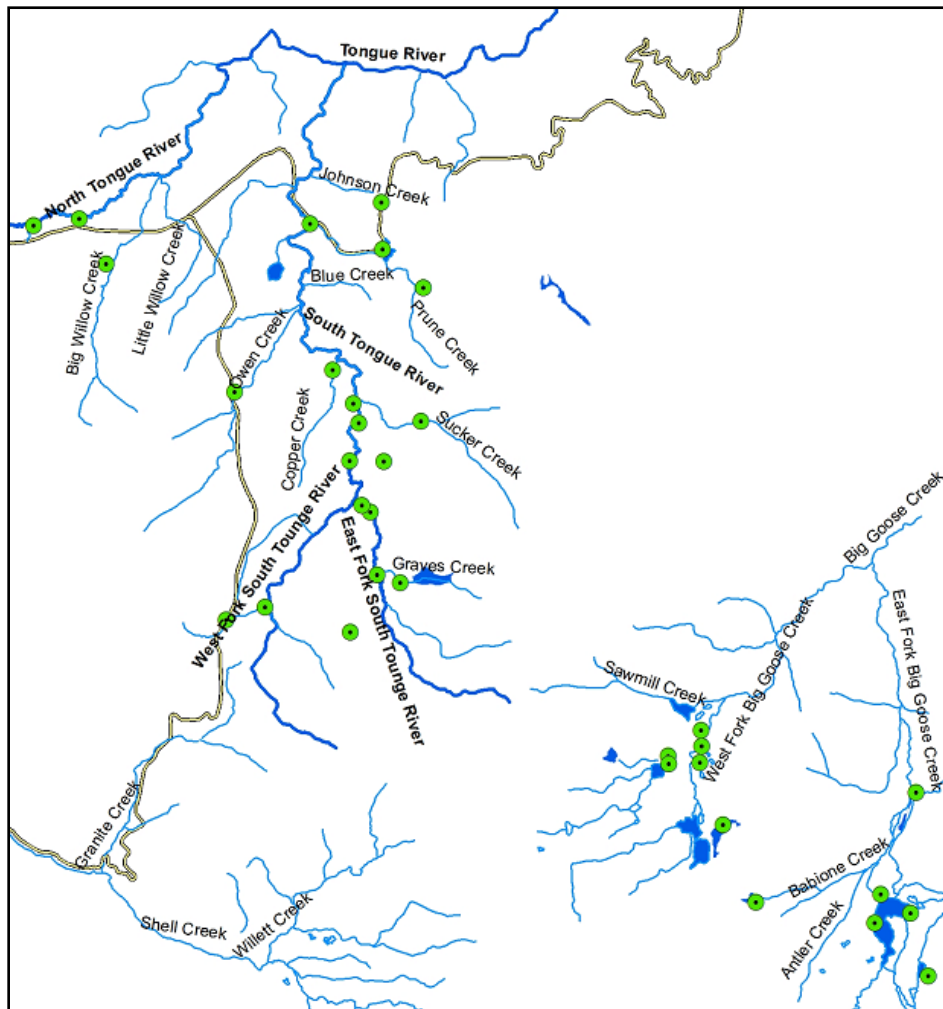 Tongue River
North Tongue River
Johnson Creek
Big Willow Creek
Little Willow Creek
Blue Creek
Prune Creek
Owen Creek
South Tongue River
Copper Creek
Sucker Creek
West Fork South Tounge River
East Fork South Tounge River
Graves Creek
Big Goose Creek
Sawmill Creek
West Fork Big Goose Creek
East Fork Big Goose Creek
Granite Creek
Babione Creek
Antler Creek
Shell Creek
Willett Creek